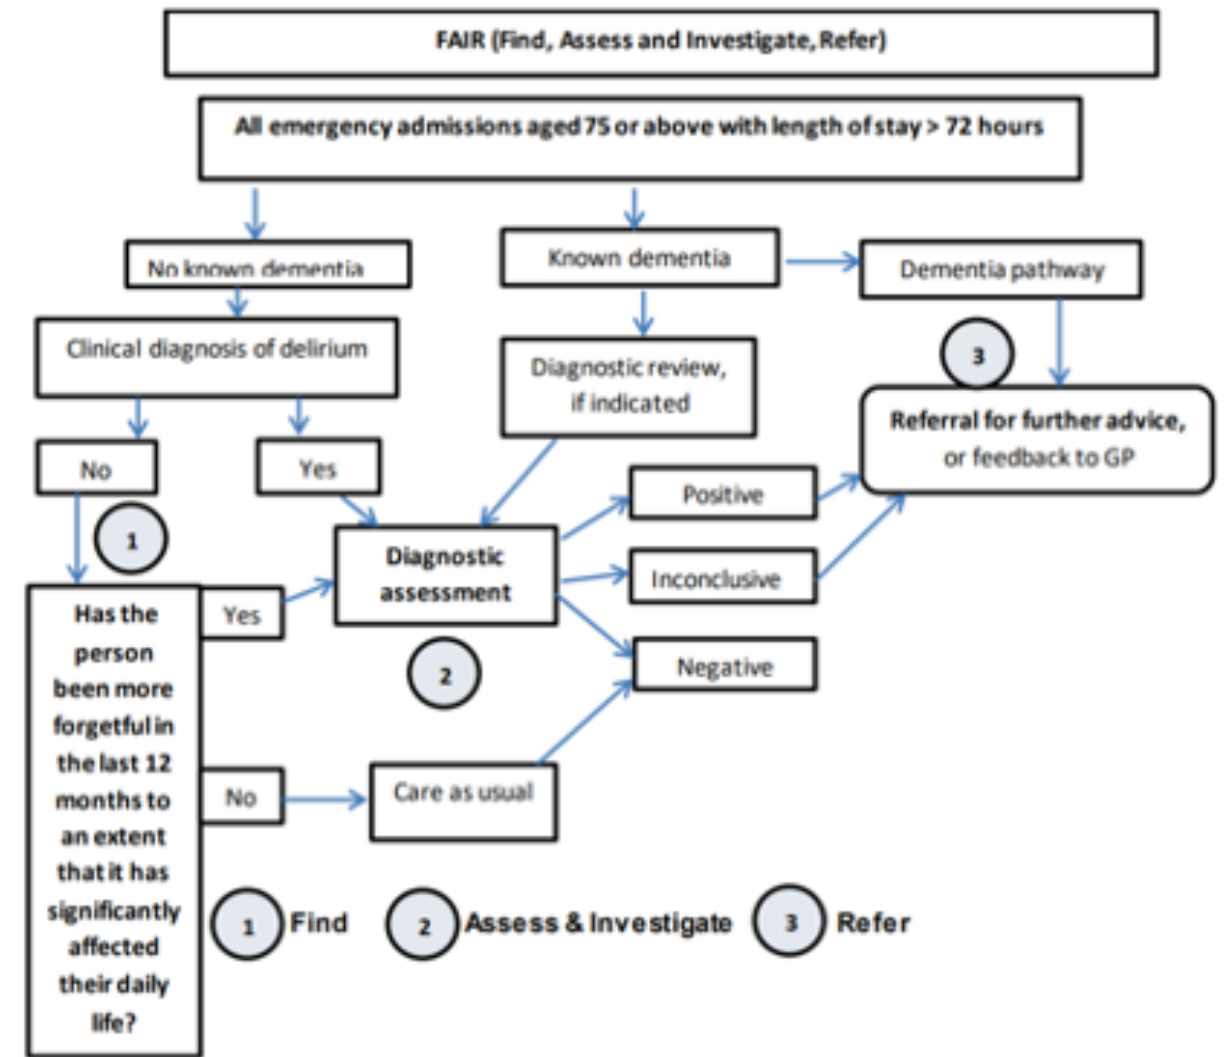 FAIR (Find, Assess and Investigate, Refer)
All emergency admissions aged 75 or above with length of stay > 72 hours
No known dementia
Known dementia
Dementia pathway
Clinical diagnosis of delirium
Diagnostic review,
if indicated
3
Referral for further advice,
or feedback to GP
No
Yes
1
Positive
Diagnostic
assessment
Inconclusive
Negative
2
Has the
person
been more
forgetful in
the last 12
months to
an extent
that it has
significantly
affected
their daily
life?
Yes
No
Care as usual
1 Find
2 Assess & Investigate
3 Refer